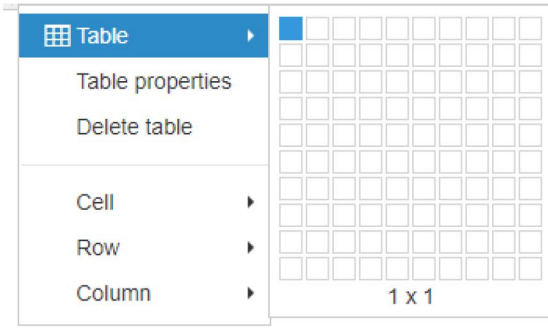 Table
Table properties
Delete table
Cell
Row
Column
1 x 1